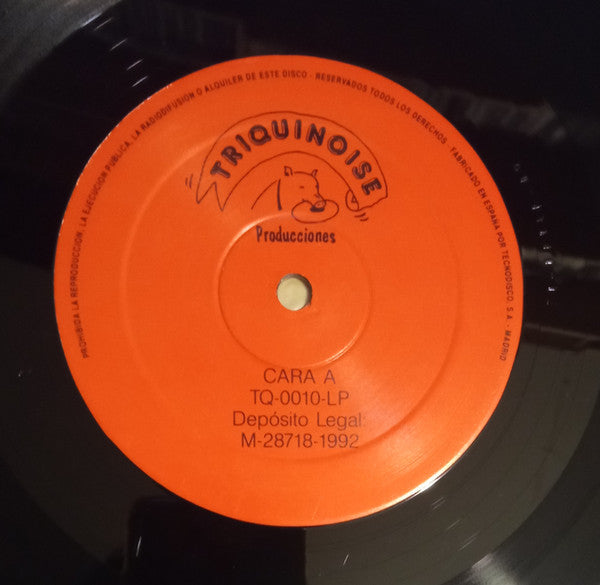 PROHIBIDA LA REPRODUCCION, LA EJECUCION PUBLICA, LA RADIODIFUSION O ALQUILER DE ESTE DISCO - RESERVADOS TODOS LOS DERECHOS - FABRICADO EN ESPAÑA POR TECNODISCO, S.A. - MADRID
TRIQUINOISE
Producciones
CARA A
TQ-0010-LP
Depósito Legal:
M-28718-1992